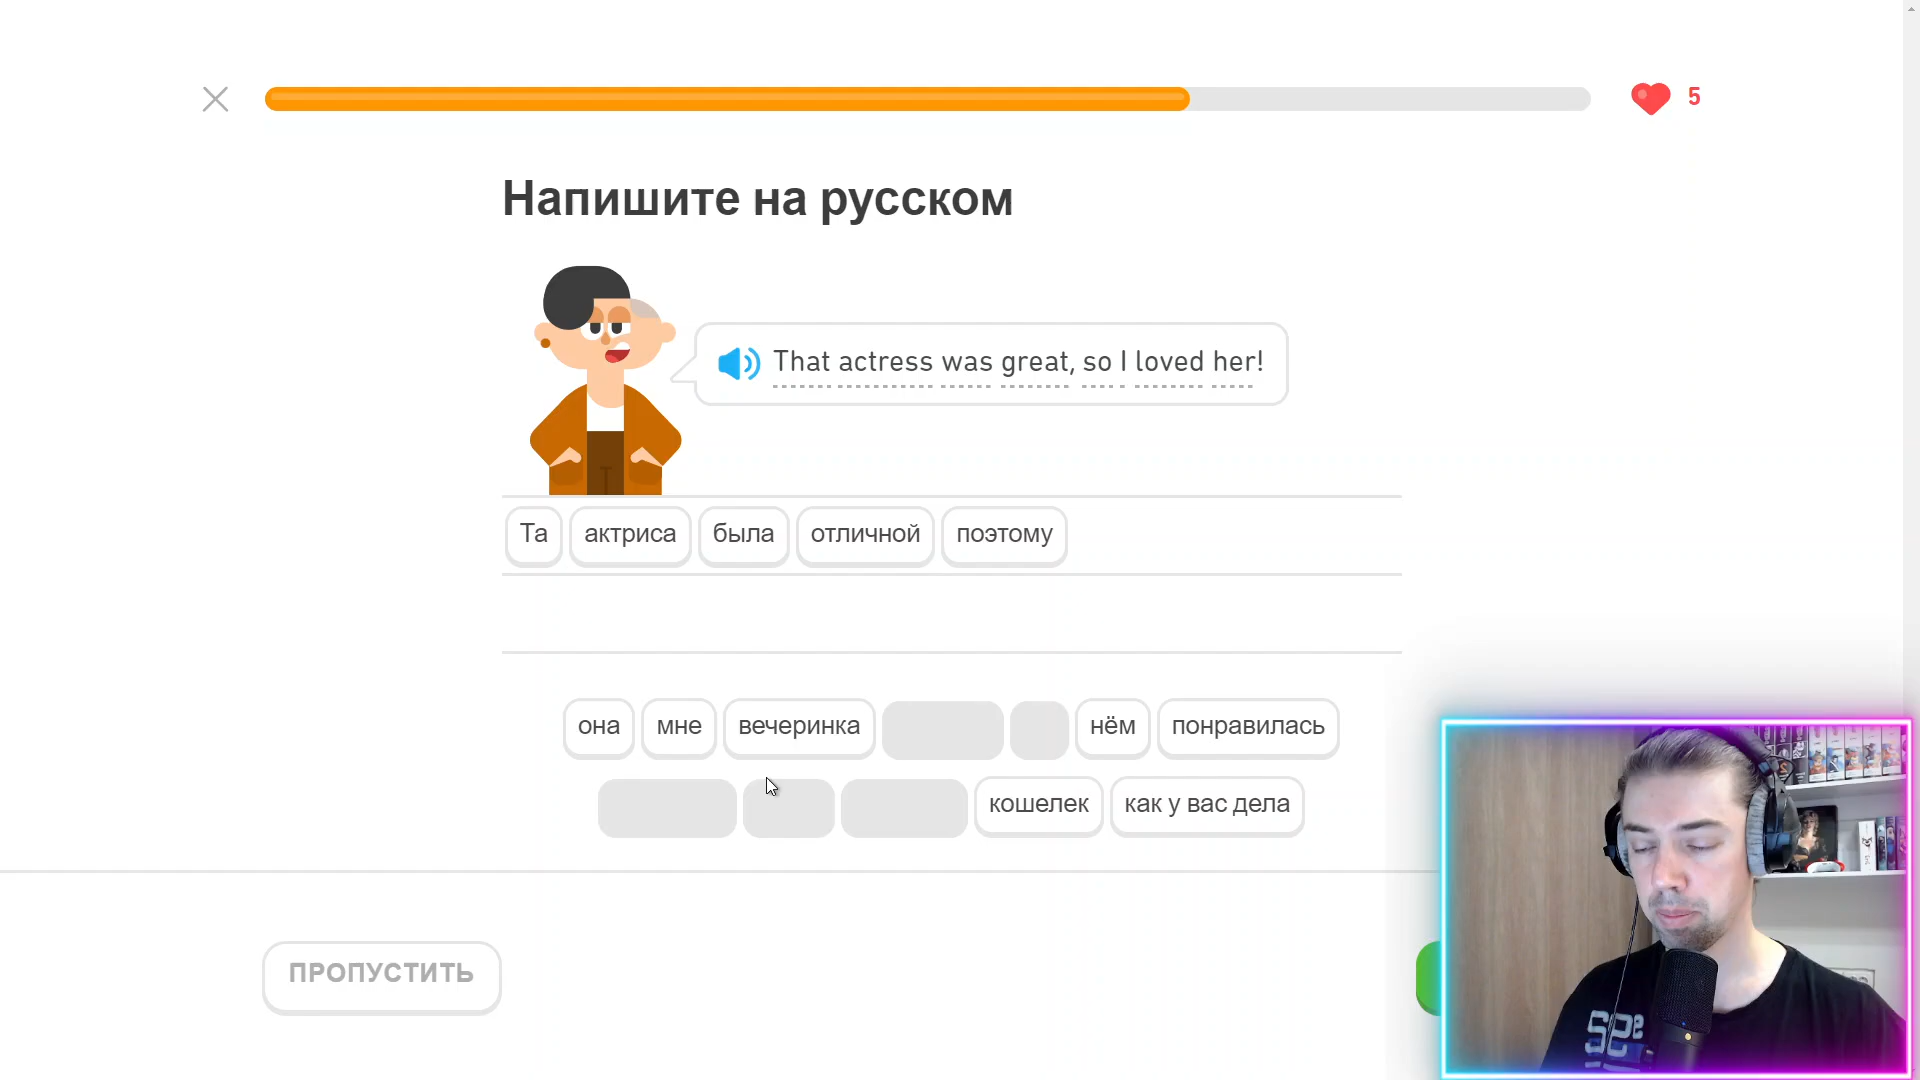 5
Напишите на русском
That actress was great, so I loved her!
Та актриса была отличной поэтому
она мне вечеринка нём понравилась
кошелек как у вас дела
ПРОПУСТИТЬ